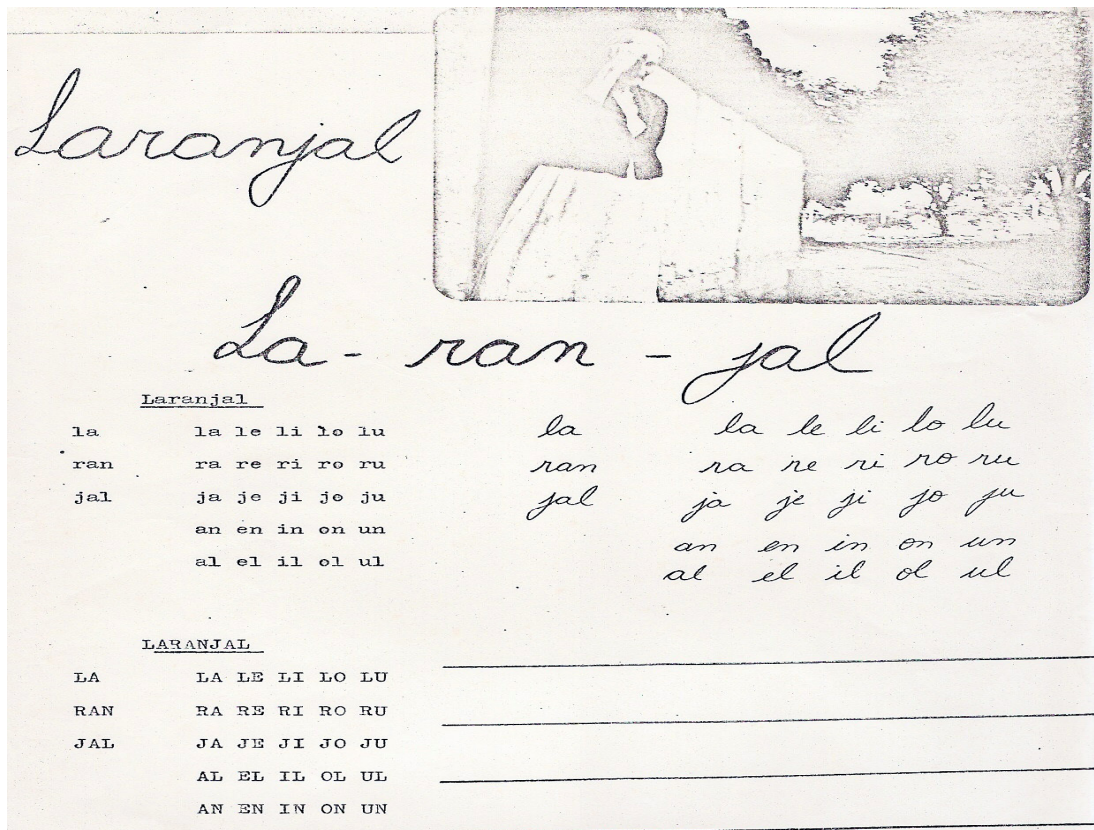 Laranjal
La - ran - jal
Laranjal
la la le li lo lu
ran ra re ri ro ru
jal ja je ji jo ju
an en in on un
al el il ol ul
la la le li lo lu
ran ra re ri ro ru
jal ja je ji jo ju
an en in on un
al el il ol ul
LARANJAL
LA LA LE LI LO LU
RAN RA RE RI RO RU
JAL JA JE JI JO JU
AL EL IL OL UL
AN EN IN ON UN